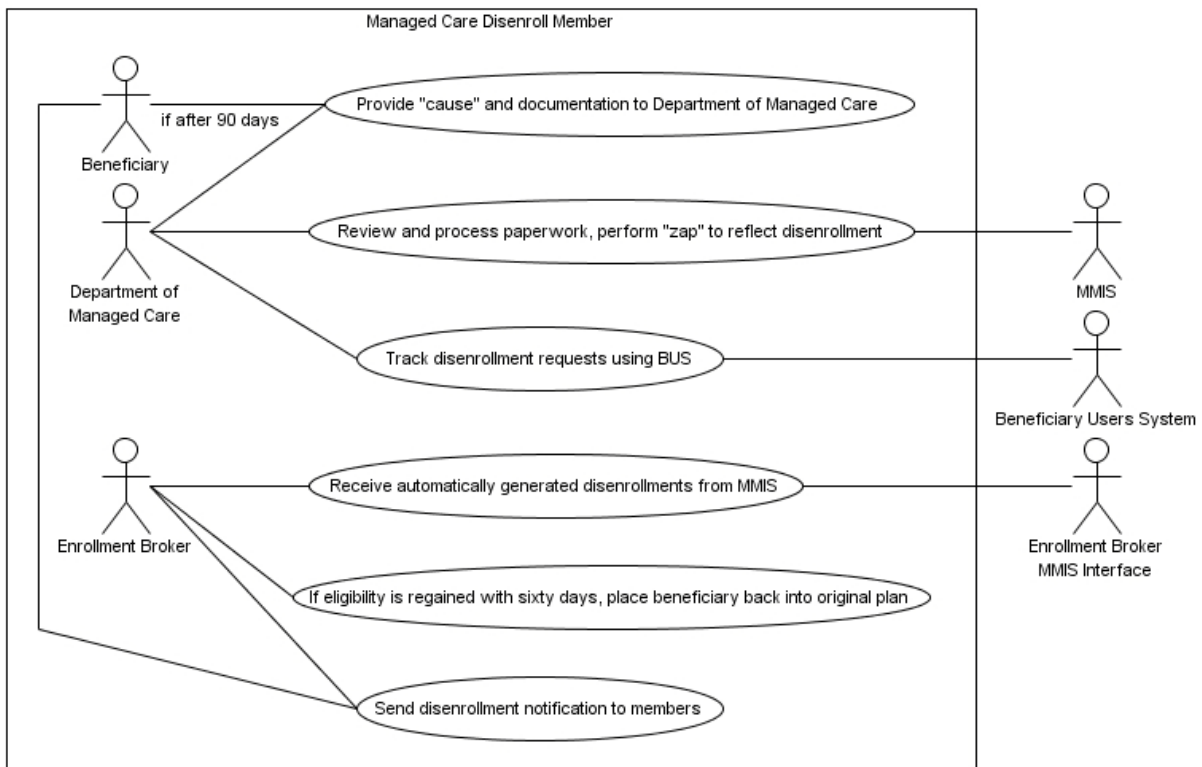 Managed Care Disenroll Member
if after 90 days
Provide "cause" and documentation to Department of Managed Care
Beneficiary
Review and process paperwork, perform "zap" to reflect disenrollment
Department of
Managed Care
MMIS
Track disenrollment requests using BUS
Beneficiary Users System
Receive automatically generated disenrollments from MMIS
Enrollment Broker
Enrollment Broker
MMIS Interface
If eligibility is regained with sixty days, place beneficiary back into original plan
Send disenrollment notification to members